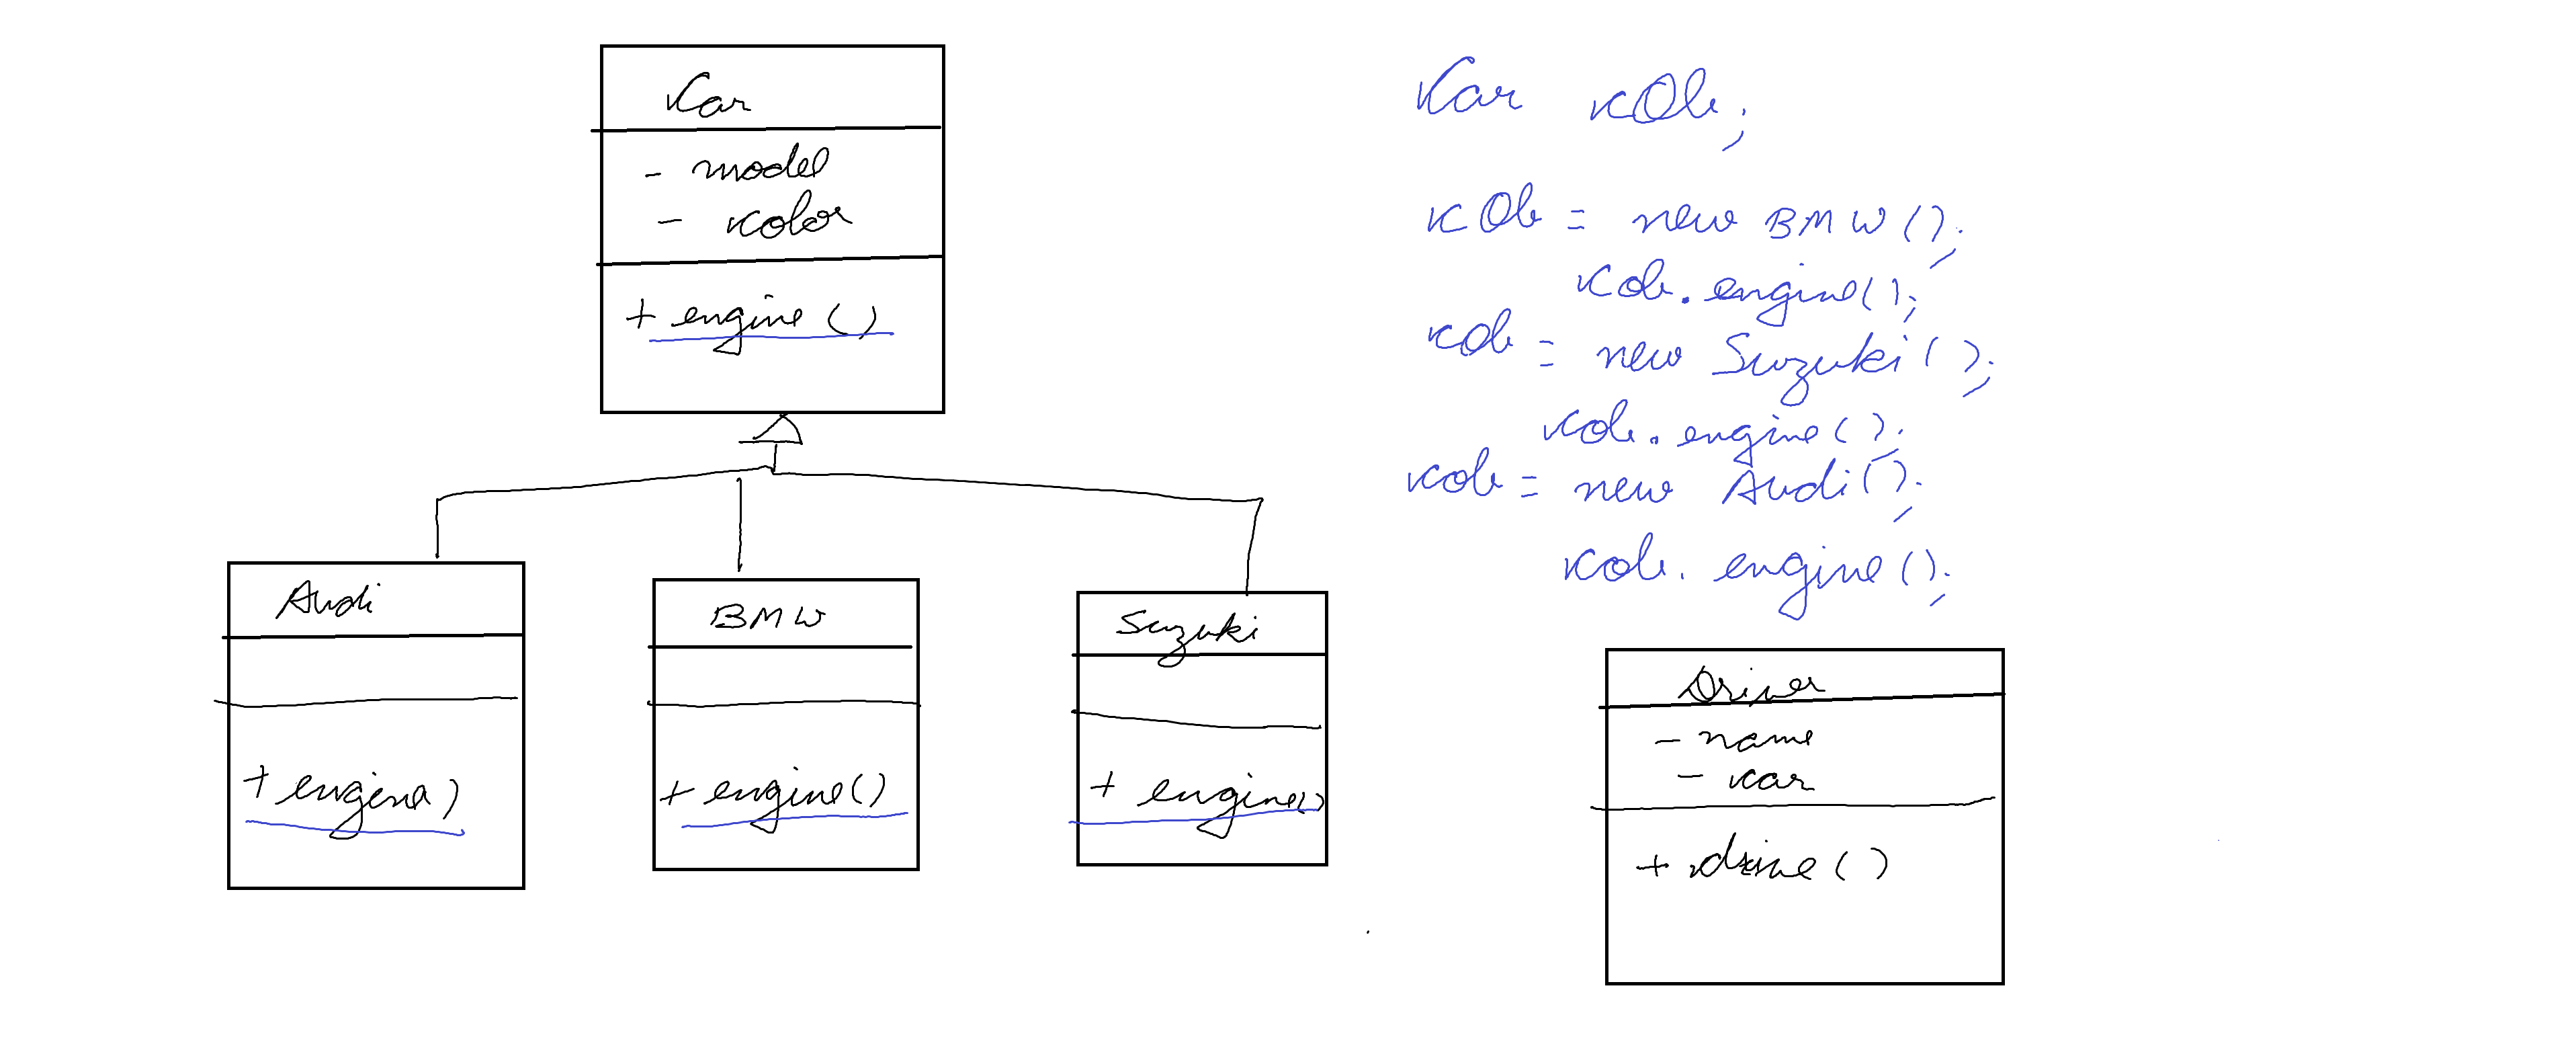 Car
- model
- color
+ engine ()
Audi
+ engine)
BMW
+ engine()
Suzuki
+ engine()
Car cOb;
cOb = new BMW ();
cob. engine();
cob = new Suzuki ();
cob. engine ();
cob = new Audi();
cob. engine ();
Driver
- name
- car
+ drive ()